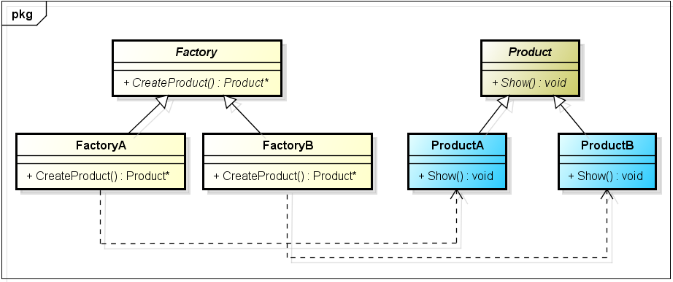 pkg
Factory
+ CreateProduct() : Product*
Product
+ Show() : void
FactoryA
+ CreateProduct() : Product*
FactoryB
+ CreateProduct() : Product*
ProductA
+ Show() : void
ProductB
+ Show() : void